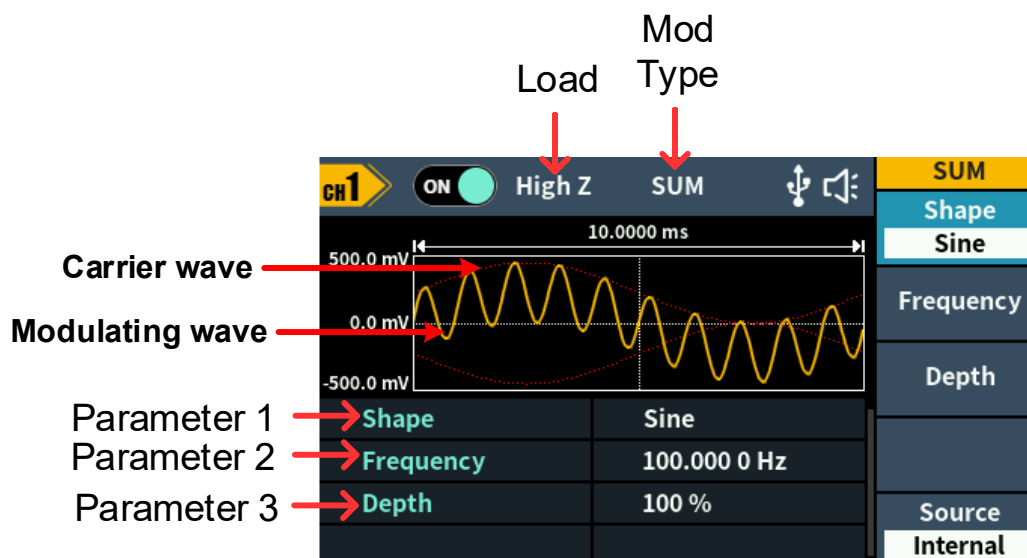 Mod
Type
Load
CH1 ON High Z SUM
SUM
Shape
Sine
10.0000 ms
500.0 mV
Carrier wave
Frequency
0.0 mV
Modulating wave
Depth
-500.0 mV
Parameter 1 Shape Sine
Parameter 2 Frequency 100.000 0 Hz
Parameter 3 Depth 100 %
Source
Internal